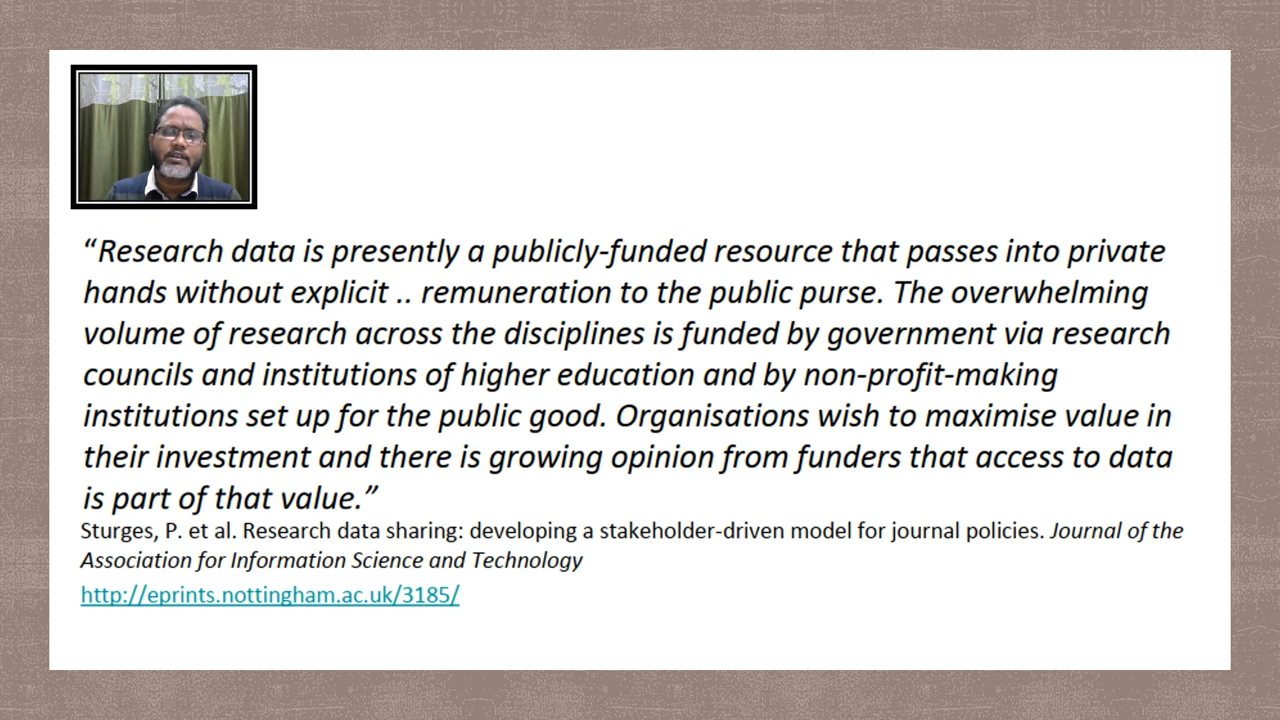 “Research data is presently a publicly-funded resource that passes into private
hands without explicit .. remuneration to the public purse. The overwhelming
volume of research across the disciplines is funded by government via research
councils and institutions of higher education and by non-profit-making
institutions set up for the public good. Organisations wish to maximise value in
their investment and there is growing opinion from funders that access to data
is part of that value.”
Sturges, P. et al. Research data sharing: developing a stakeholder-driven model for journal policies. Journal of the
Association for Information Science and Technology
http://eprints.nottingham.ac.uk/3185/